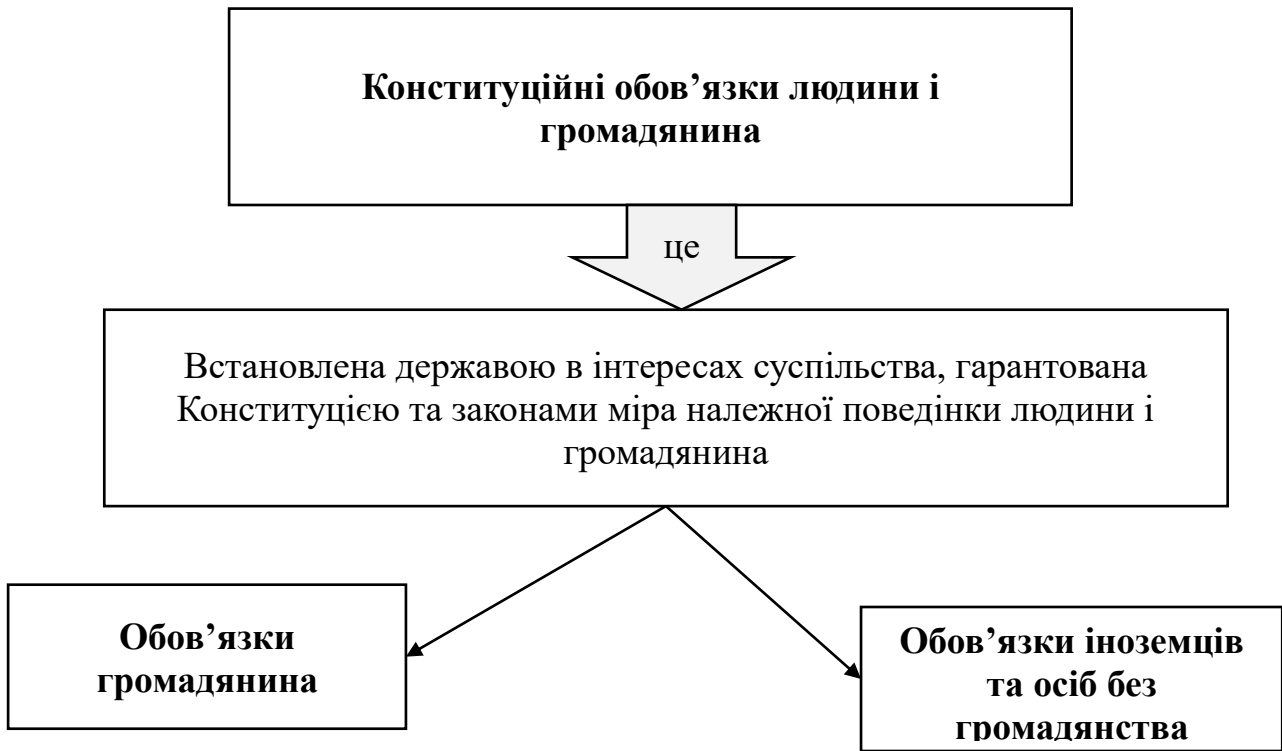 Конституційні обов’язки людини і
громадянина
це
Встановлена державою в інтересах суспільства, гарантована
Конституцією та законами міра належної поведінки людини і
громадянина
Обов’язки
громадянина
Обов’язки іноземців
та осіб без
громадянства